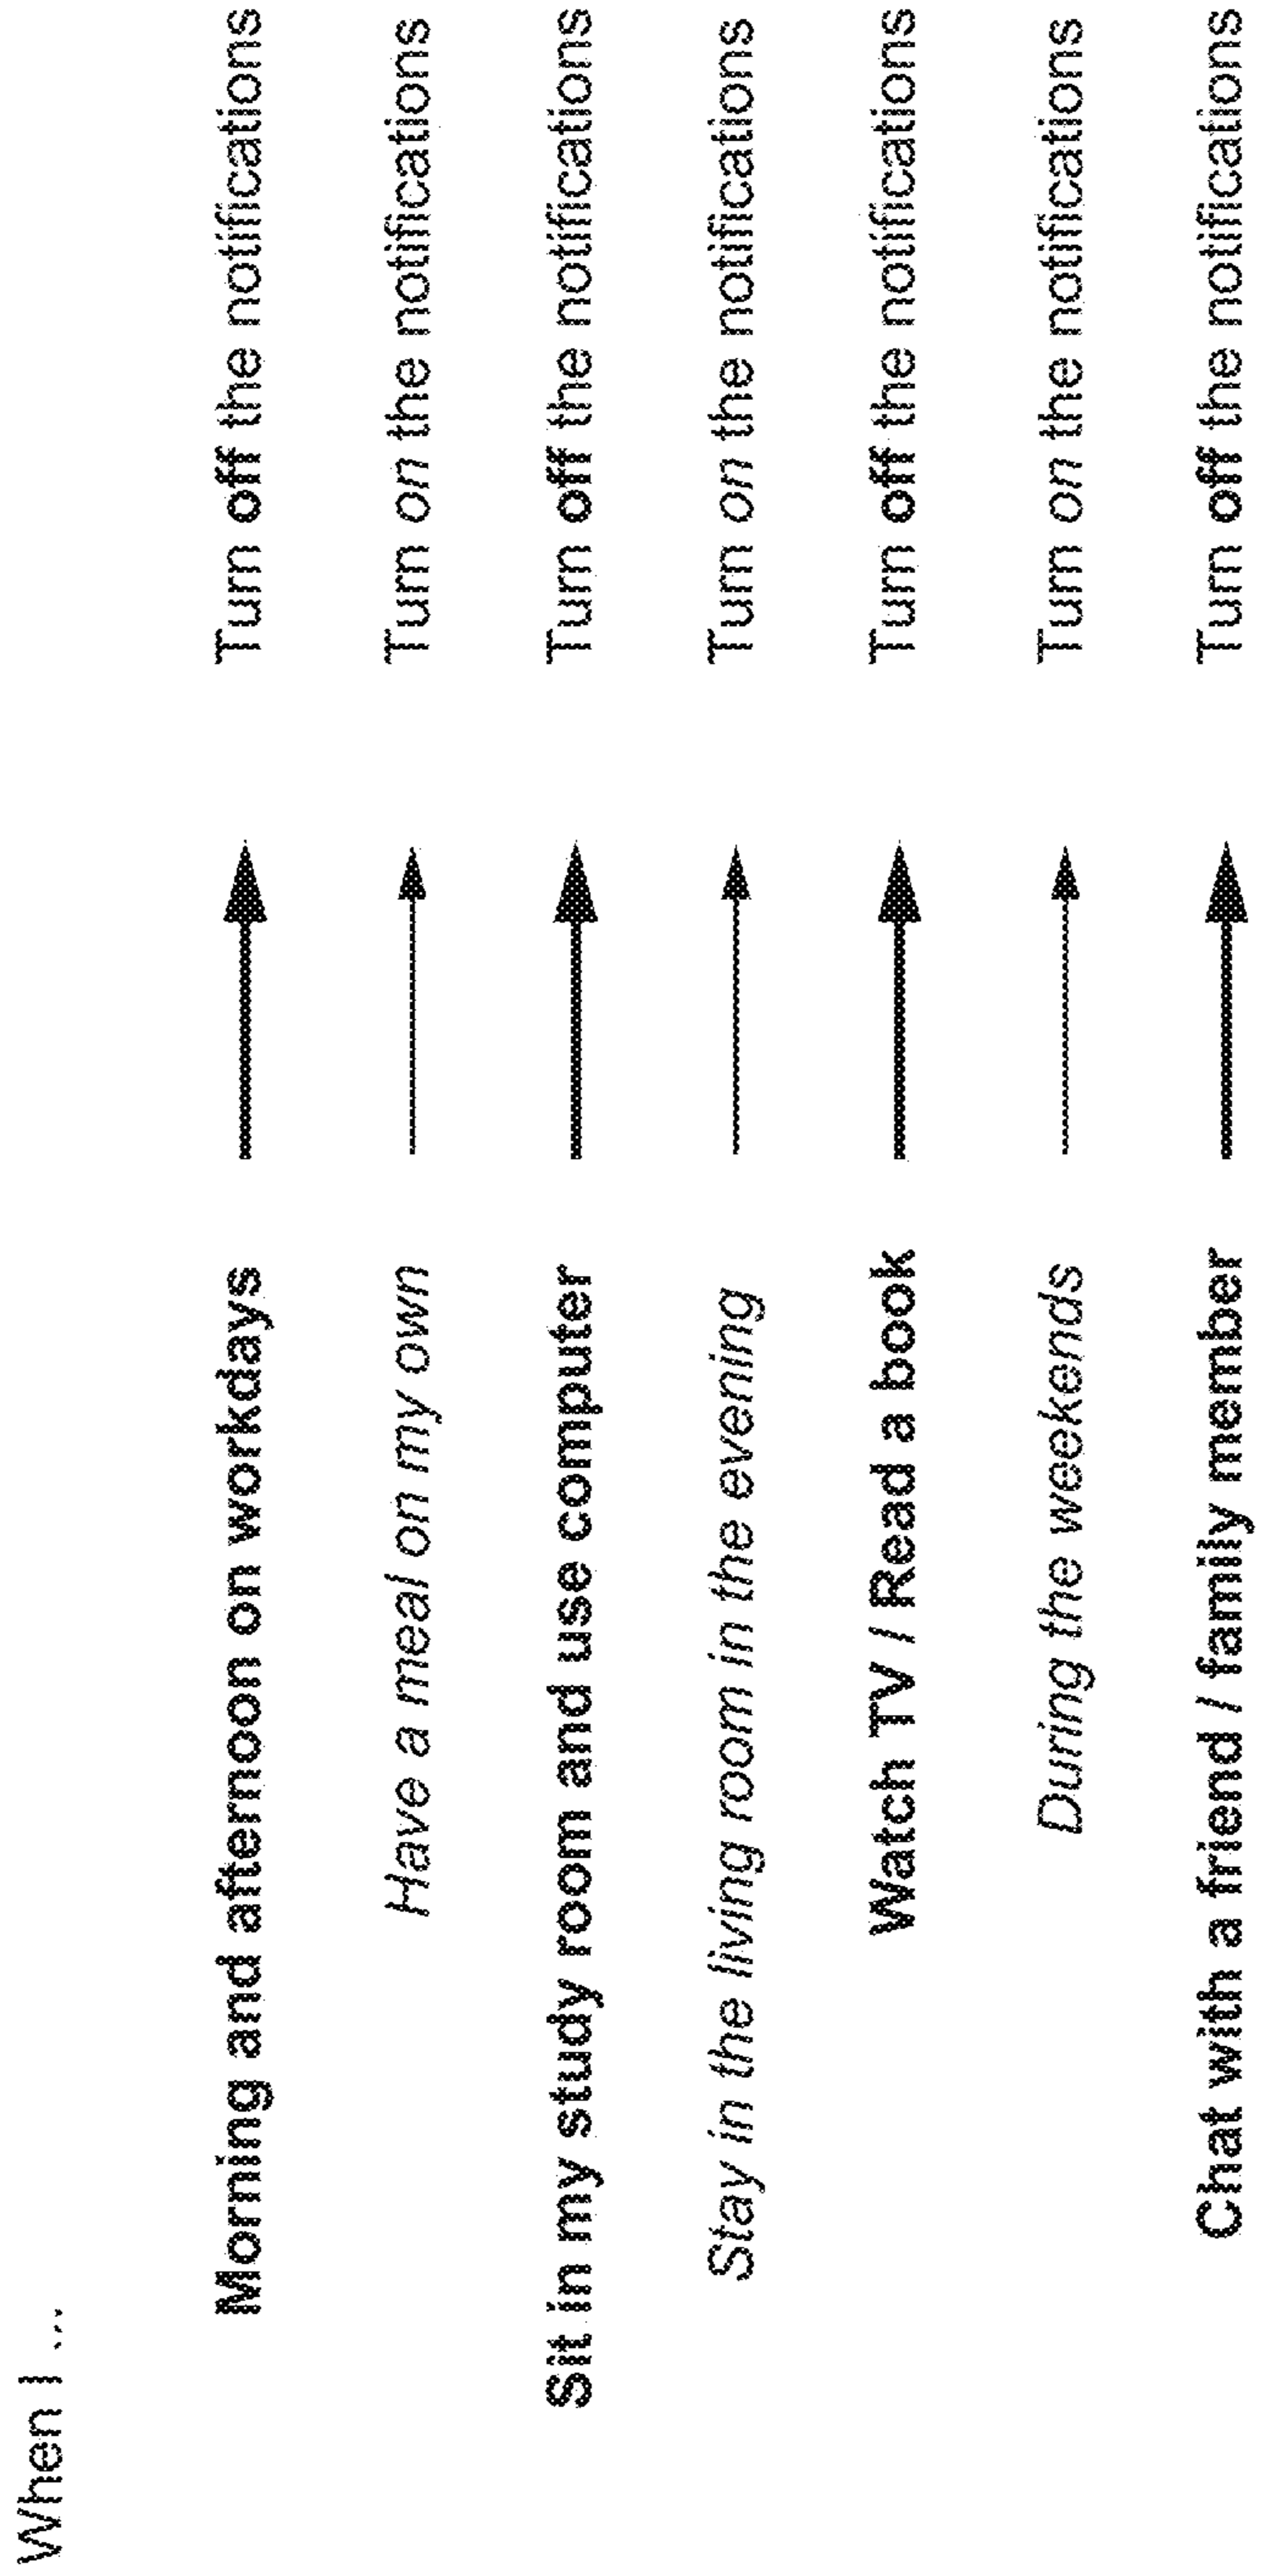 When I ...
Morning and afternoon on workdays Turn off the notifications
Have a meal on my own Turn on the notifications
Sit in my study room and use computer Turn off the notifications
Stay in the living room in the evening Turn on the notifications
Watch TV / Read a book Turn off the notifications
During the weekends Turn on the notifications
Chat with a friend / family member Turn off the notifications